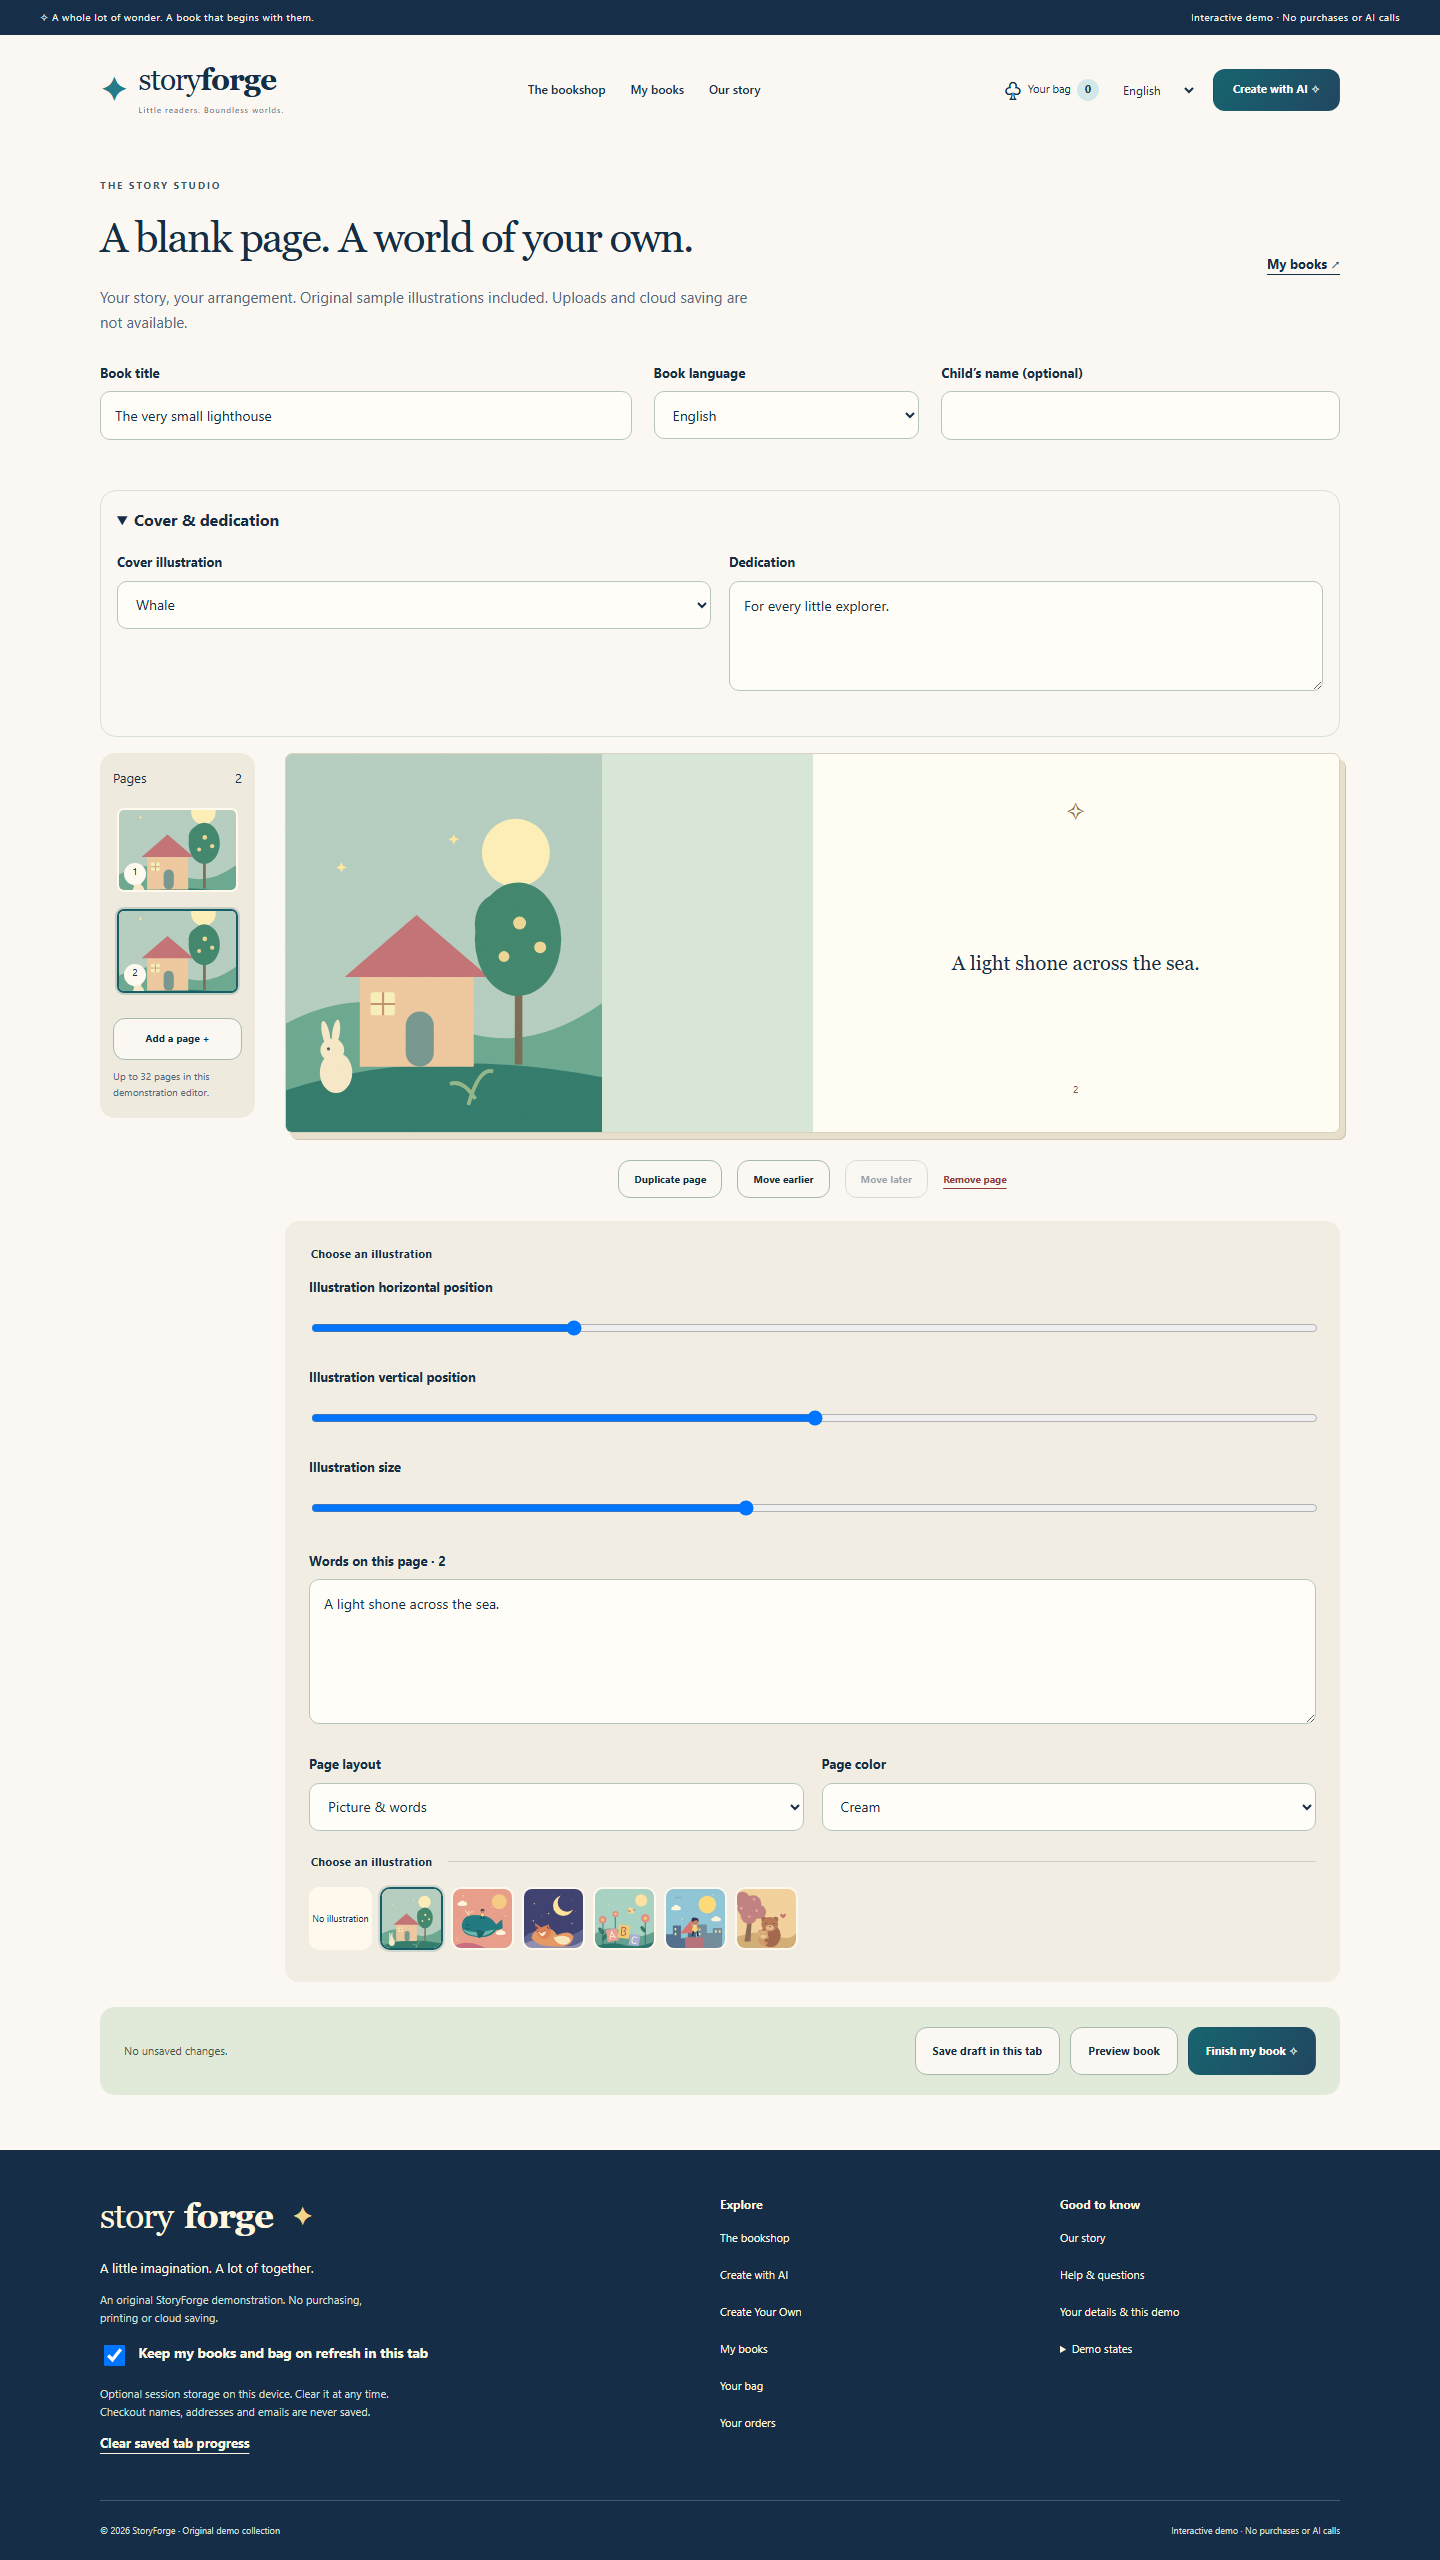 ✧ A whole lot of wonder. A book that begins with them.
Interactive demo · No purchases or AI calls
storyforge
Little readers. Boundless worlds.
The bookshop
My books
Our story
Your bag 0
English
Create with AI ✧
THE STORY STUDIO
A blank page. A world of your own.
My books ↗
Your story, your arrangement. Original sample illustrations included. Uploads and cloud saving are
not available.
Book title
Book language
Child’s name (optional)
The very small lighthouse
English
▼ Cover & dedication
Cover illustration
Dedication
Whale
For every little explorer.
Pages 2
1
2
Add a page +
Up to 32 pages in this
demonstration editor.
A light shone across the sea.
2
Duplicate page
Move earlier
Move later
Remove page
Choose an illustration
Illustration horizontal position
Illustration vertical position
Illustration size
Words on this page · 2
A light shone across the sea.
Page layout
Page color
Picture & words
Cream
Choose an illustration
No illustration
A B C
No unsaved changes.
Save draft in this tab
Preview book
Finish my book ✧
story forge
A little imagination. A lot of together.
An original StoryForge demonstration. No purchasing,
printing or cloud saving.
Keep my books and bag on refresh in this tab
Optional session storage on this device. Clear it at any time.
Checkout names, addresses and emails are never saved.
Clear saved tab progress
Explore
The bookshop
Create with AI
Create Your Own
My books
Your bag
Your orders
Good to know
Our story
Help & questions
Your details & this demo
▶ Demo states
© 2026 StoryForge · Original demo collection
Interactive demo · No purchases or AI calls